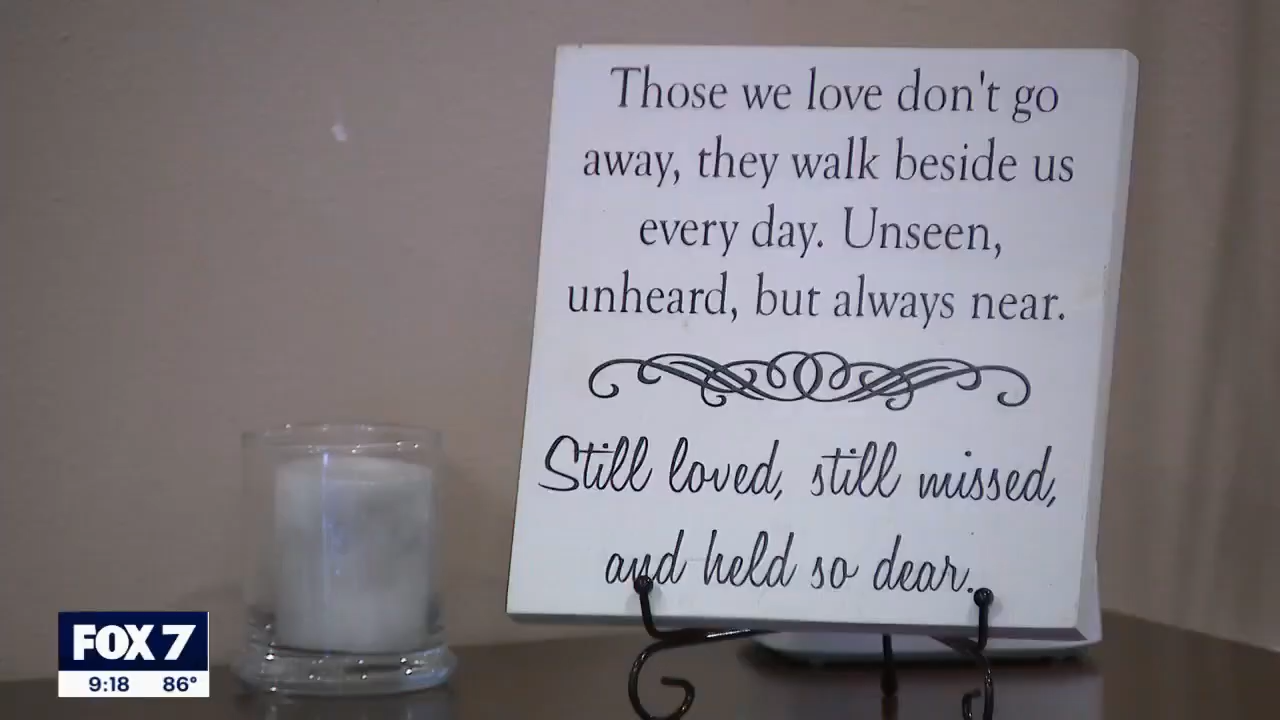 Those we love don't go
away, they walk beside us
every day. Unseen,
unheard, but always near.
Still loved, still missed,
and held so dear.
FOX 7
9:18 86°